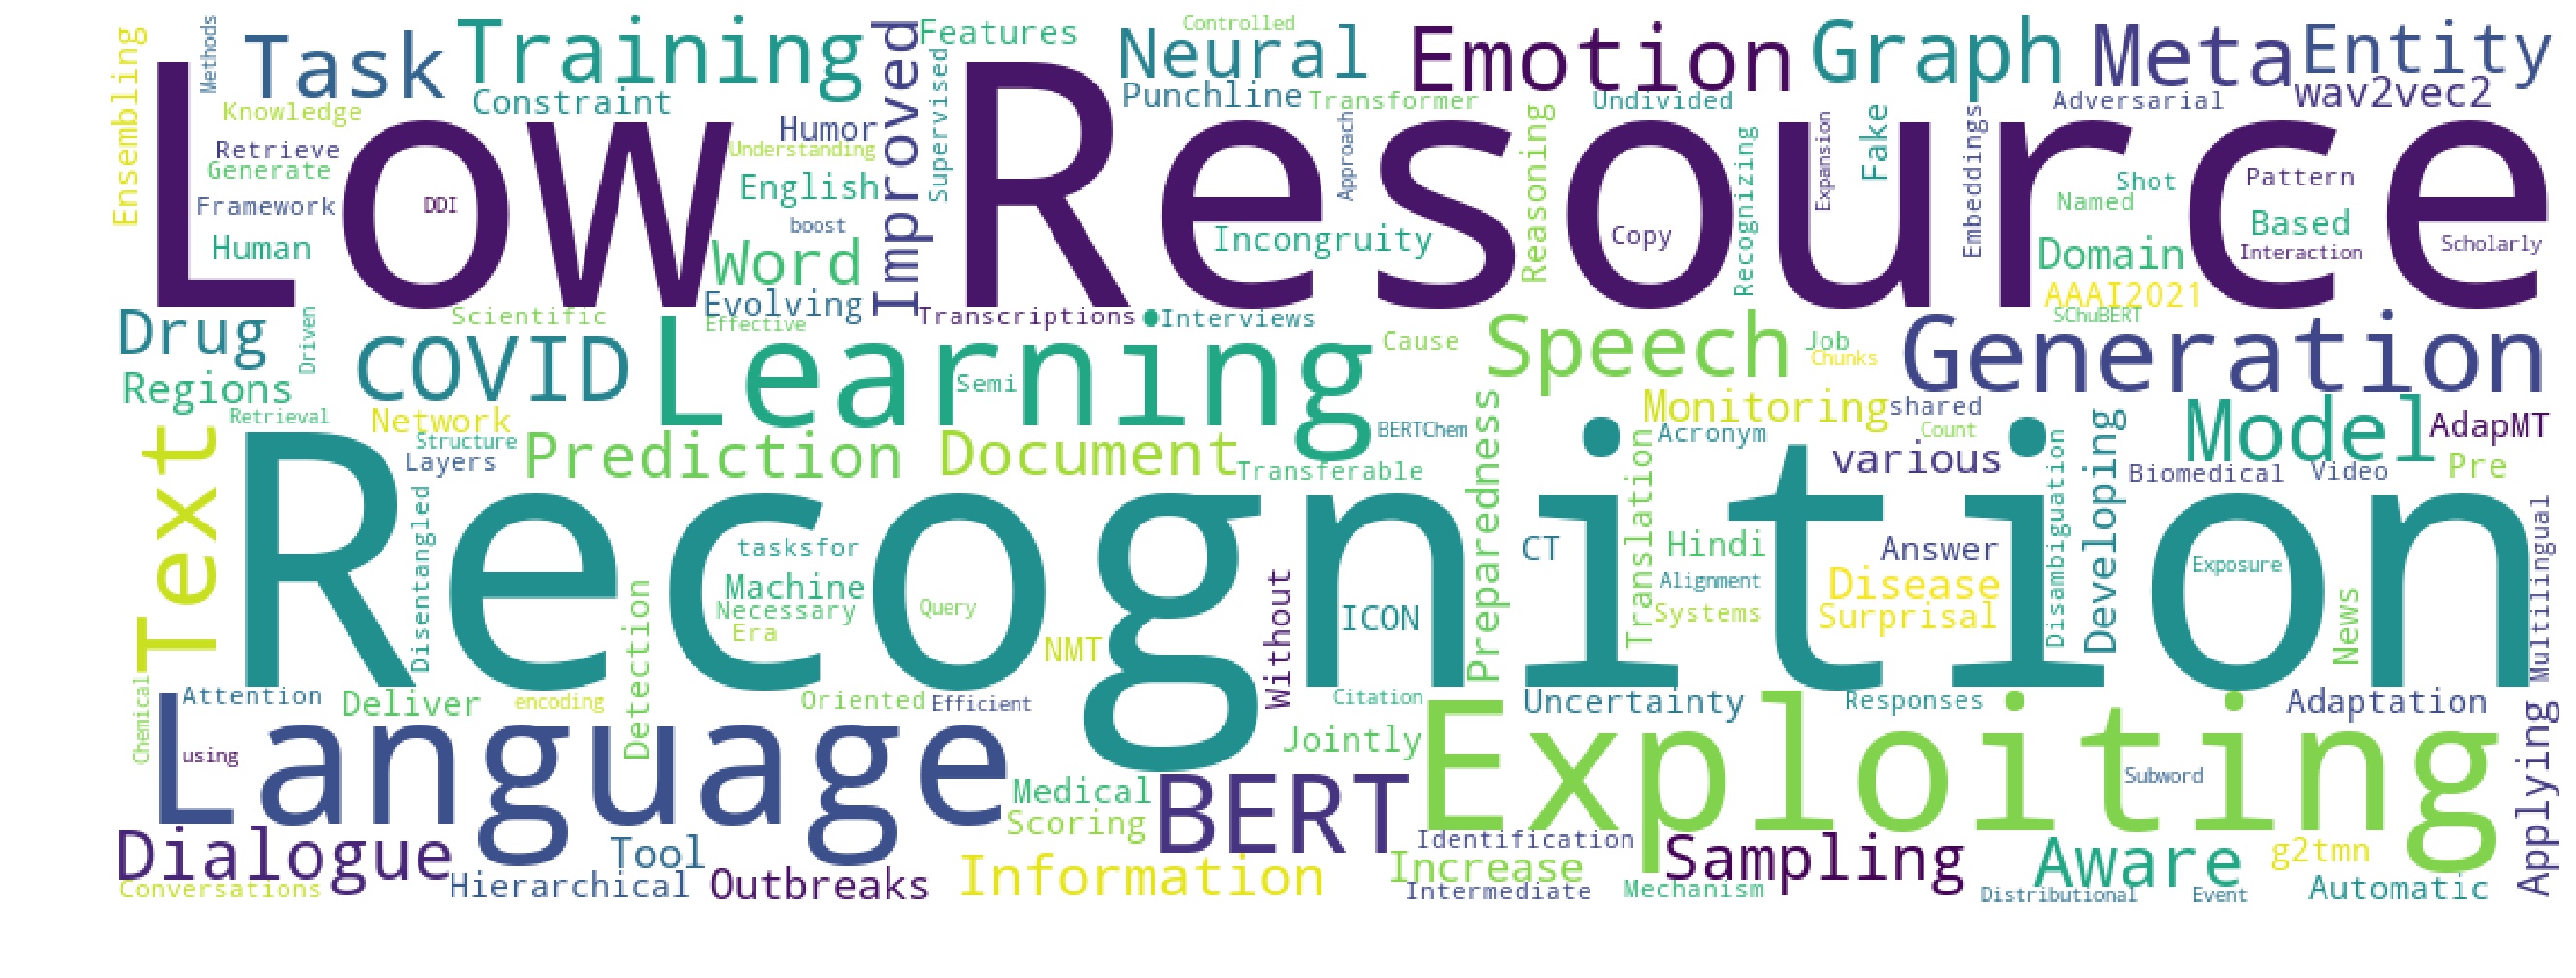 Ensembling
Methods
Task
Training
Improved
Features
Controlled
Neural
Emotion
Graph
Meta
Entity
Knowledge
Constraint
Humor
Supervised
Punchline
Transformer
Undivided
Adversarial
wav2vec2
Low Resource
Retrieve
Understanding
Generate
English
Framework
DDI
boost
Human
Word
Evolving
Approach
Reasoning
Incongruity
Copy
Recognizing
Expansion
Fake
Embeddings
Shot
Pattern
Named
Based
Domain
Interaction
Scholarly
AAAI2021
SChuBERT
Drug
Driven
Scientific
Effective
Transcriptions
Interviews
COVID
Learning
Semi
Cause
Speech
Job
Chunks
Generation
Regions
Retrieval
Network
Structure
Layers
Prediction
Document
BERTChem
Transferable
Preparedness
Monitoring
shared
Acronym
Count
various
Developing
Model
AdapMT
Biomedical
Video
Pre
Text
Recognition
Disentangled
tasksfor
Machine
Necessary
Era
Query
Detection
NMT
Without
ICON
CT
Translation
Hindi
Alignment
Systems
Answer
Disease
Surprisal
Disambiguation
Exposure
News
Multilingual
Chemical
Attention
Deliver
encoding
Oriented
Efficient
Citation
Uncertainty
Responses
Adaptation
using
Language
Jointly
Exploiting
Subword
Applying
Medical
Scoring
BERT
Dialogue
Tool
Identification
Sampling
Aware
g2tmn
Conversations
Hierarchical
Outbreaks
Information
Increase
Intermediate
Mechanism
Distributional
Event
Automatic